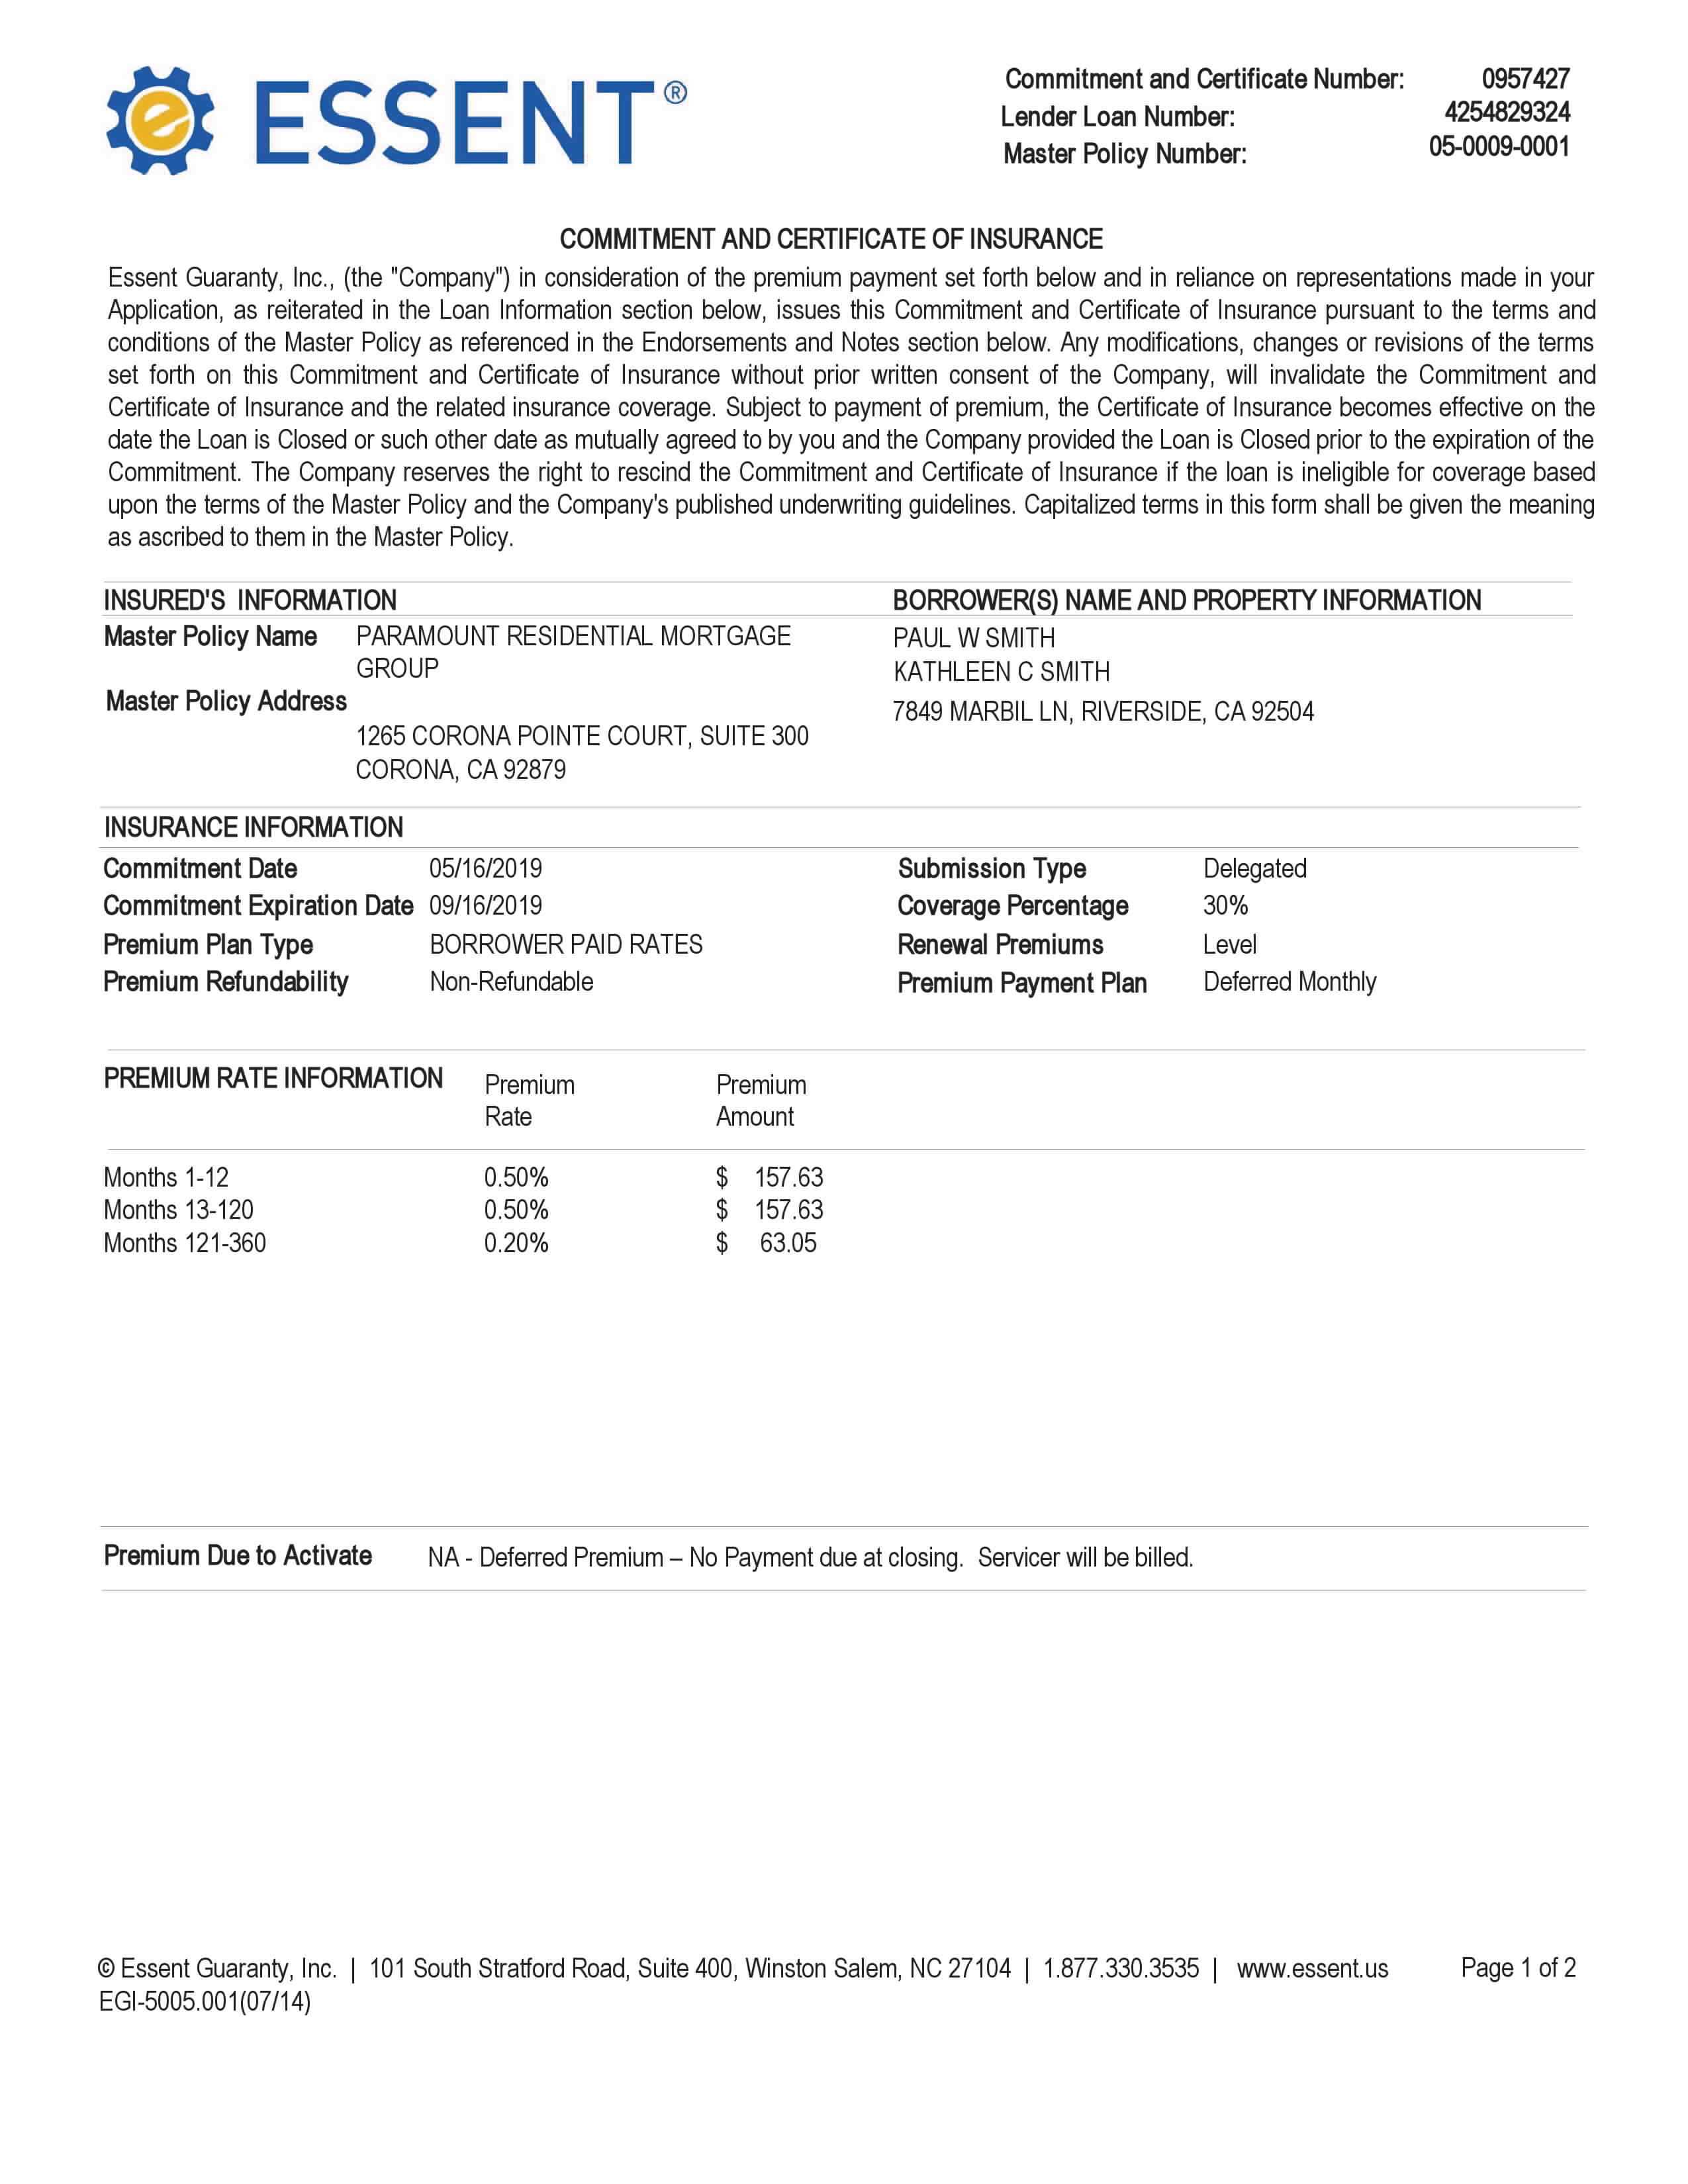 ESSENT®
Commitment and Certificate Number: 0957427
Lender Loan Number: 4254829324
Master Policy Number: 05-0009-0001
COMMITMENT AND CERTIFICATE OF INSURANCE
Essent Guaranty, Inc., (the "Company") in consideration of the premium payment set forth below and in reliance on representations made in your
Application, as reiterated in the Loan Information section below, issues this Commitment and Certificate of Insurance pursuant to the terms and
conditions of the Master Policy as referenced in the Endorsements and Notes section below. Any modifications, changes or revisions of the terms
set forth on this Commitment and Certificate of Insurance without prior written consent of the Company, will invalidate the Commitment and
Certificate of Insurance and the related insurance coverage. Subject to payment of premium, the Certificate of Insurance becomes effective on the
date the Loan is Closed or such other date as mutually agreed to by you and the Company provided the Loan is Closed prior to the expiration of the
Commitment. The Company reserves the right to rescind the Commitment and Certificate of Insurance if the loan is ineligible for coverage based
upon the terms of the Master Policy and the Company's published underwriting guidelines. Capitalized terms in this form shall be given the meaning
as ascribed to them in the Master Policy.
INSURED'S INFORMATION
Master Policy Name PARAMOUNT RESIDENTIAL MORTGAGE
GROUP
Master Policy Address
1265 CORONA POINTE COURT, SUITE 300
CORONA, CA 92879
BORROWER(S) NAME AND PROPERTY INFORMATION
PAUL W SMITH
KATHLEEN C SMITH
7849 MARBIL LN, RIVERSIDE, CA 92504
INSURANCE INFORMATION
Commitment Date 05/16/2019 Submission Type Delegated
Commitment Expiration Date 09/16/2019 Coverage Percentage 30%
Premium Plan Type BORROWER PAID RATES Renewal Premiums Level
Premium Refundability Non-Refundable Premium Payment Plan Deferred Monthly
PREMIUM RATE INFORMATION Premium Premium
Rate Amount
Months 1-12 0.50% $ 157.63
Months 13-120 0.50% $ 157.63
Months 121-360 0.20% $ 63.05
Premium Due to Activate NA - Deferred Premium – No Payment due at closing. Servicer will be billed.
© Essent Guaranty, Inc. | 101 South Stratford Road, Suite 400, Winston Salem, NC 27104 | 1.877.330.3535 | www.essent.us Page 1 of 2
EGI-5005.001(07/14)